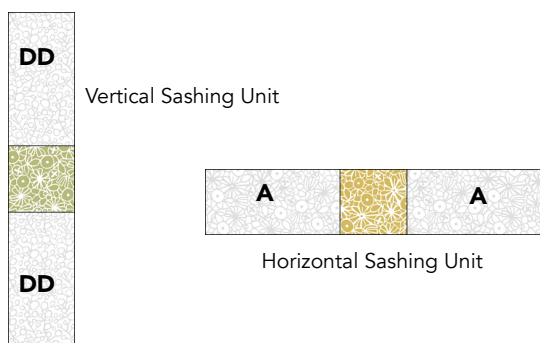 DD
Vertical Sashing Unit
DD
A A
Horizontal Sashing Unit